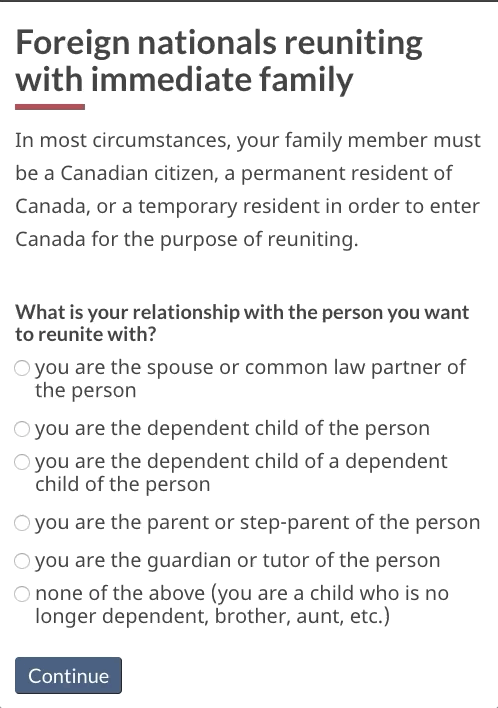 Foreign nationals reuniting
with immediate family
In most circumstances, your family member must
be a Canadian citizen, a permanent resident of
Canada, or a temporary resident in order to enter
Canada for the purpose of reuniting.
What is your relationship with the person you want
to reunite with?
you are the spouse or common law partner of
the person
you are the dependent child of the person
you are the dependent child of a dependent
child of the person
you are the parent or step-parent of the person
you are the guardian or tutor of the person
none of the above (you are a child who is no
longer dependent, brother, aunt, etc.)
Continue